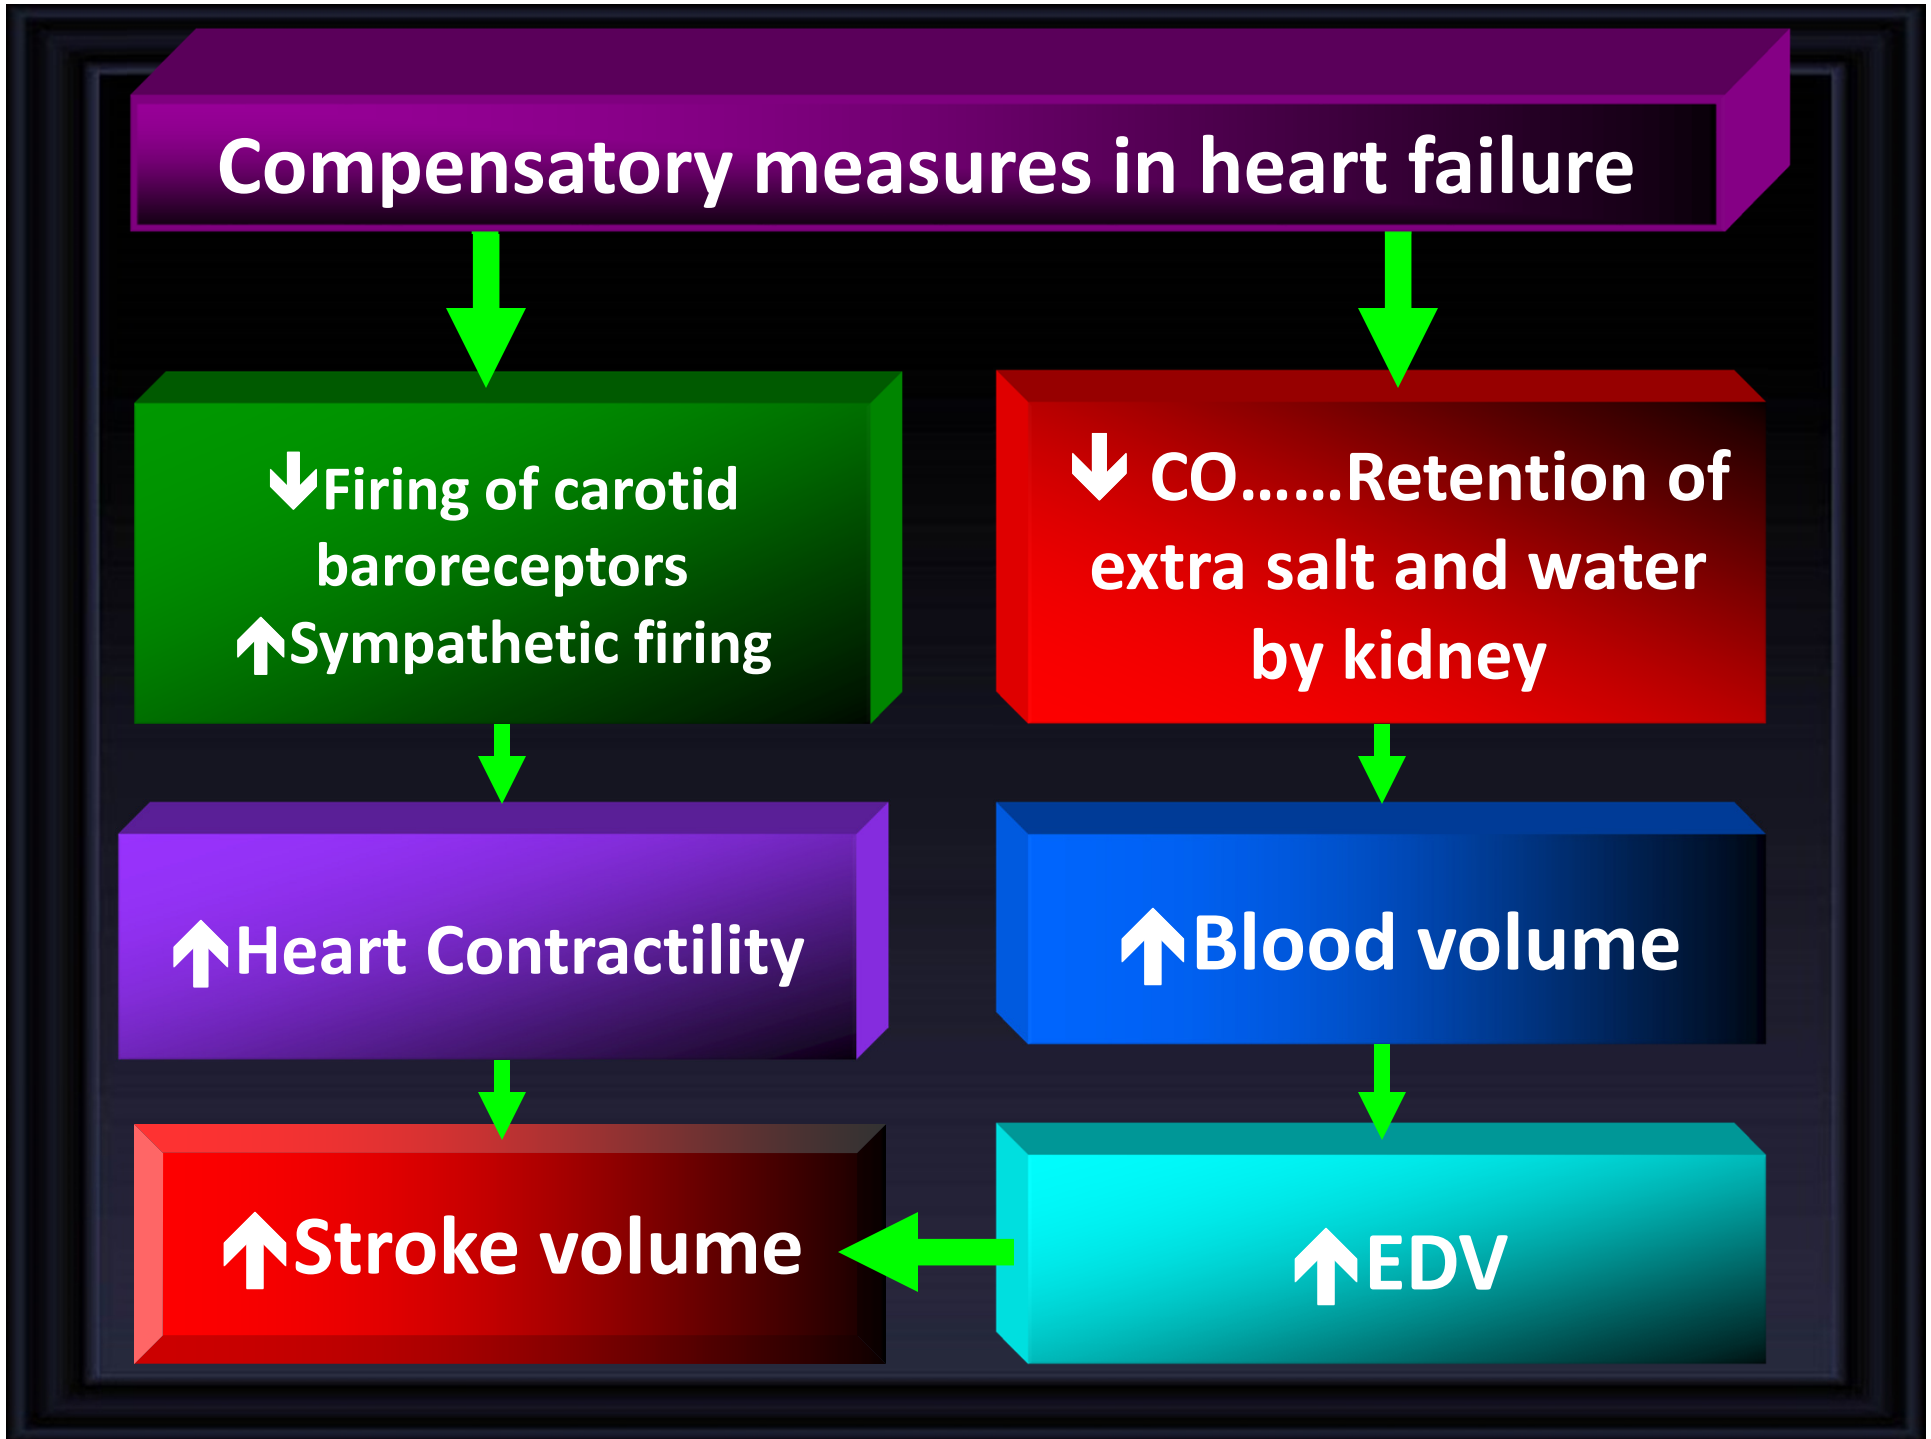 Compensatory measures in heart failure
🡻Firing of carotid
baroreceptors
🡹Sympathetic firing
🡻 CO......Retention of
extra salt and water
by kidney
🡹Heart Contractility
🡹Blood volume
🡹Stroke volume
🡹EDV